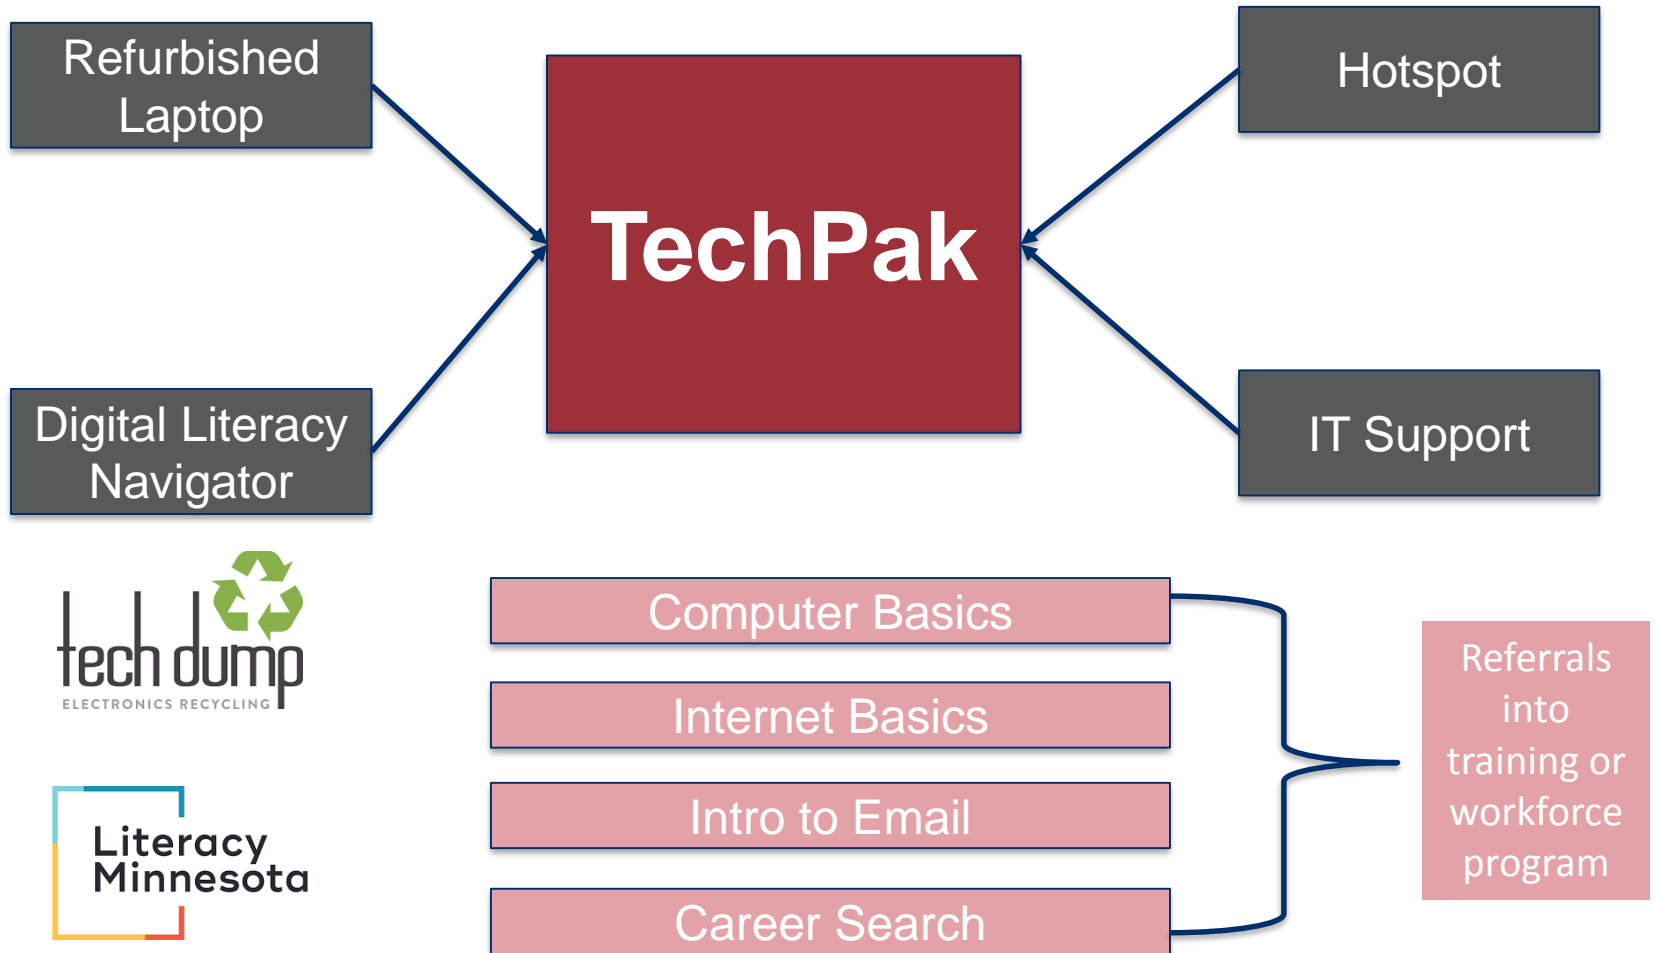 Refurbished
Laptop
TechPak
Hotspot
Digital Literacy
Navigator
IT Support
tech dump
ELECTRONICS RECYCLING
Literacy
Minnesota
Computer Basics
Internet Basics
Intro to Email
Career Search
Referrals
into
training or
workforce
program